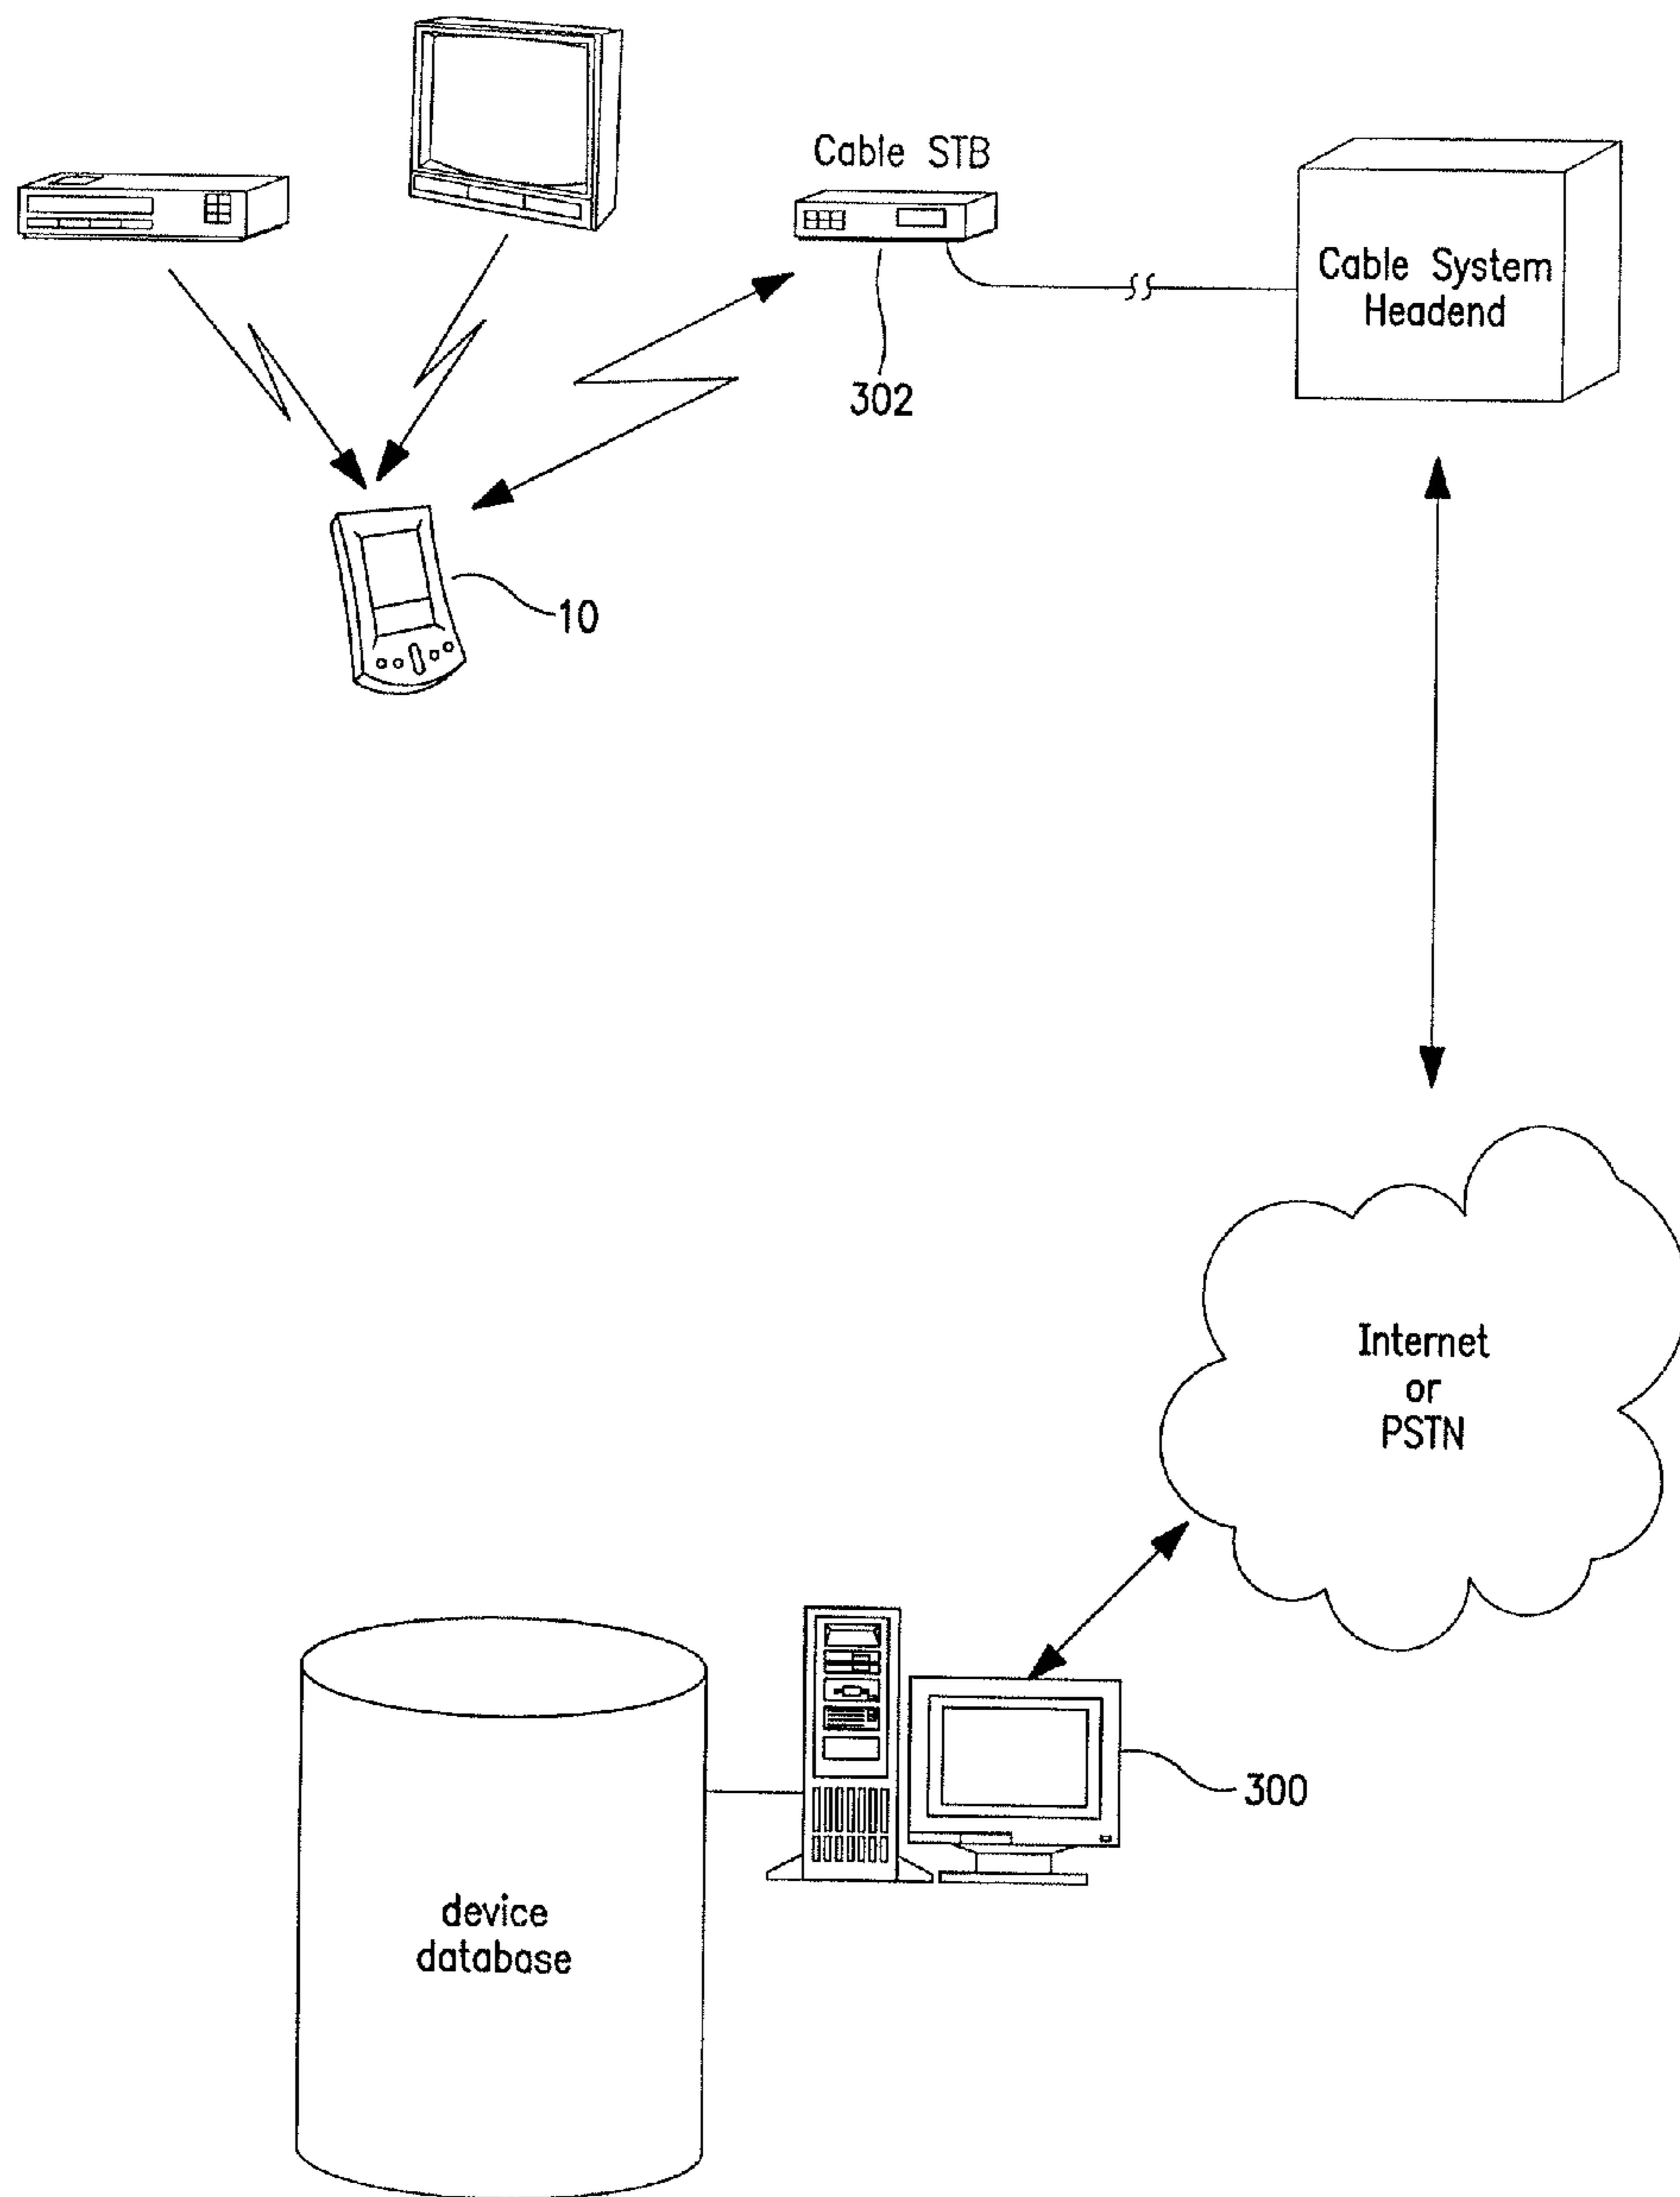 Cable STB
Cable System
Headend
302
10
Internet
or
PSTN
300
device
database